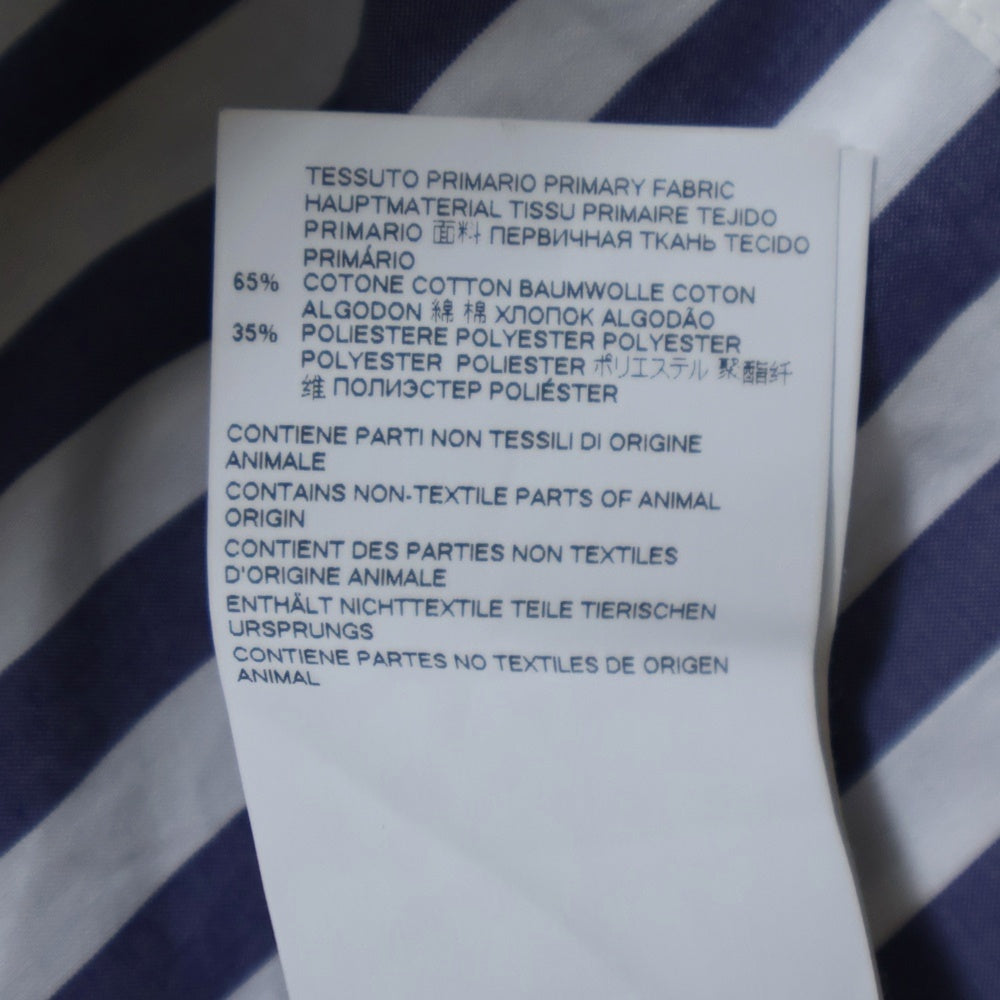 TESSUTO PRIMARIO PRIMARY FABRIC
HAUPTMATERIAL TISSU PRIMAIRE TEJIDO
PRIMARIO 面料 ПЕРВИЧНАЯ ТКАНЬ TECIDO
PRIMÁRIO
65% COTONE COTTON BAUMWOLLE COTON
ALGODON 綿 棉 ХЛОПОК ALGODÃO
35% POLIESTERE POLYESTER POLYESTER
POLYESTER POLIESTER ポリエステル 聚酯纤
维 ПОЛИЭСТЕР POLIÉSTER
CONTIENE PARTI NON TESSILI DI ORIGINE
ANIMALE
CONTAINS NON-TEXTILE PARTS OF ANIMAL
ORIGIN
CONTIENT DES PARTIES NON TEXTILES
D'ORIGINE ANIMALE
ENTHÄLT NICHTTEXTILE TEILE TIERISCHEN
URSPRUNGS
CONTIENE PARTES NO TEXTILES DE ORIGEN
ANIMAL